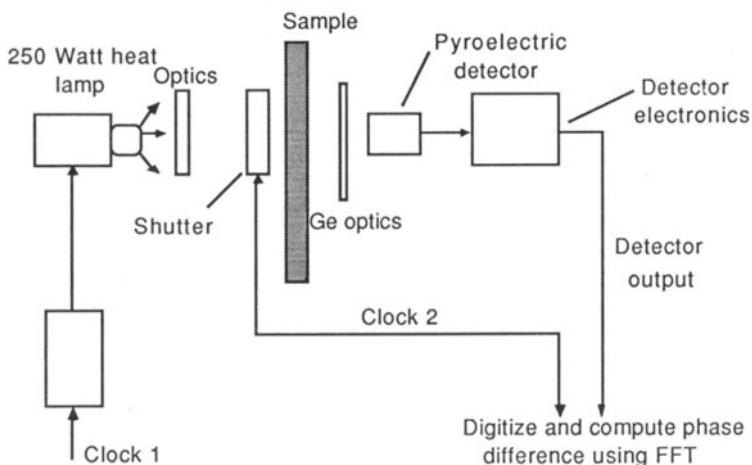 Sample
250 Watt heat
lamp
Optics
Pyroelectric
detector
Detector
electronics
Shutter
Ge optics
Detector
output
Clock 2
Clock 1
Digitize and compute phase
difference using FFT